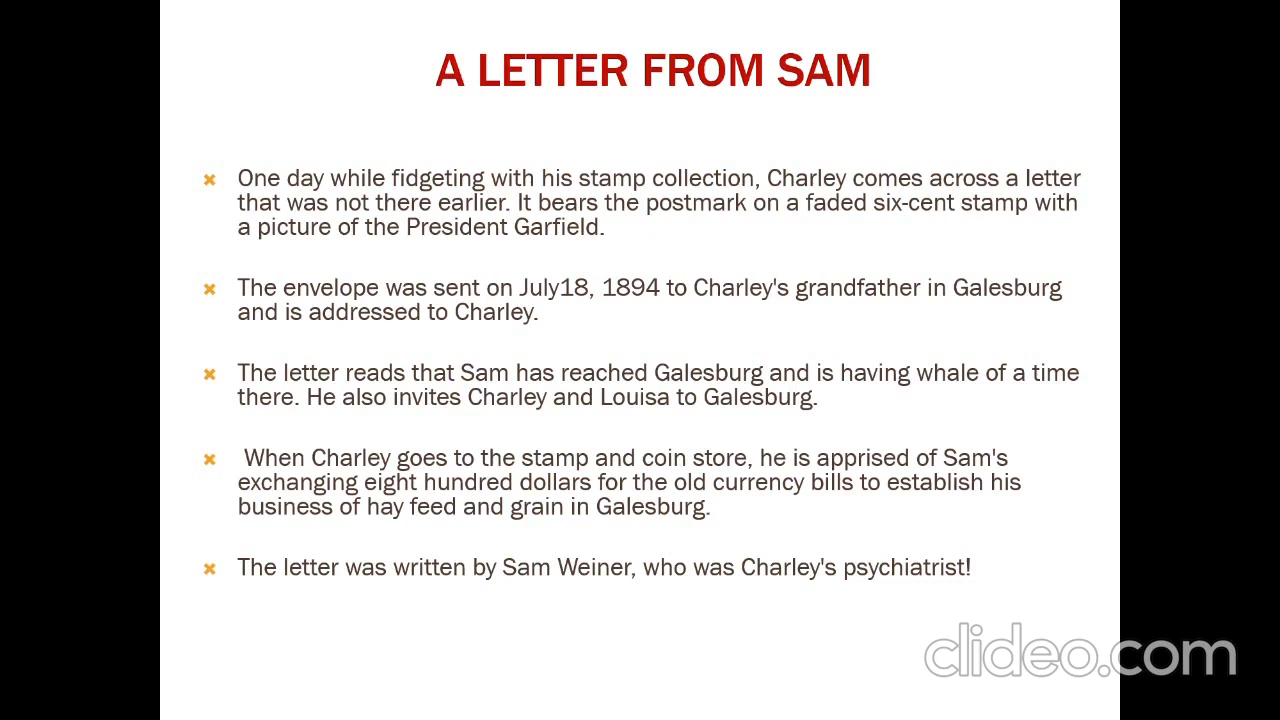 A LETTER FROM SAM
One day while fidgeting with his stamp collection, Charley comes across a letter
that was not there earlier. It bears the postmark on a faded six-cent stamp with
a picture of the President Garfield.
The envelope was sent on July18, 1894 to Charley's grandfather in Galesburg
and is addressed to Charley.
The letter reads that Sam has reached Galesburg and is having whale of a time
there. He also invites Charley and Louisa to Galesburg.
When Charley goes to the stamp and coin store, he is apprised of Sam's
exchanging eight hundred dollars for the old currency bills to establish his
business of hay feed and grain in Galesburg.
The letter was written by Sam Weiner, who was Charley's psychiatrist!
clideo.com